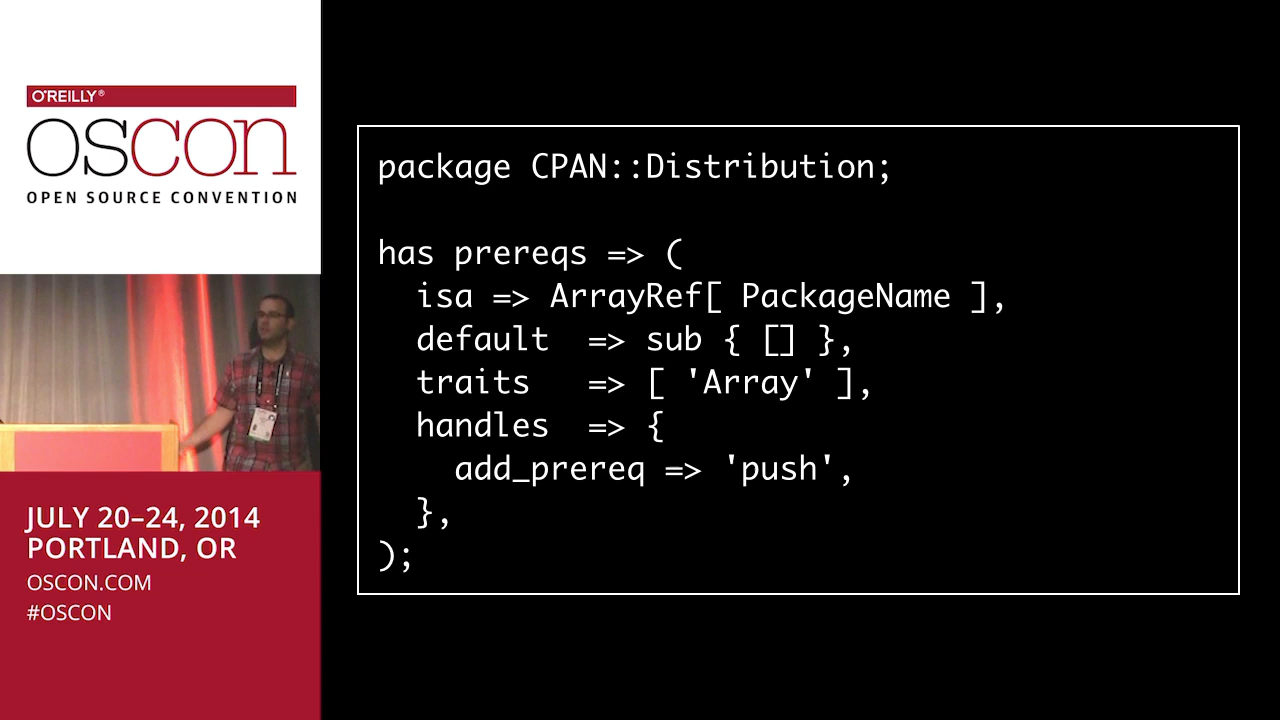 O'REILLY®
OSCON
OPEN SOURCE CONVENTION
JULY 20–24, 2014
PORTLAND, OR
OSCON.COM
#OSCON
package CPAN::Distribution;
has prereqs => (
  isa => ArrayRef[ PackageName ],
  default  => sub { [] },
  traits   => [ 'Array' ],
  handles  => {
    add_prereq => 'push',
  },
);